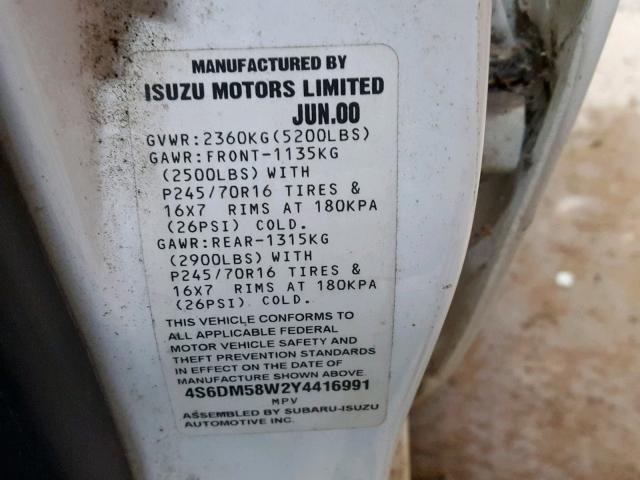 MANUFACTURED BY
ISUZU MOTORS LIMITED
JUN.00
GVWR:2360KG(5200LBS)
GAWR:FRONT-1135KG
(2500LBS) WITH
P245/70R16 TIRES &
16X7 RIMS AT 180KPA
(26PSI) COLD.
GAWR:REAR-1315KG
(2900LBS) WITH
P245/70R16 TIRES &
16X7 RIMS AT 180KPA
(26PSI) COLD.
THIS VEHICLE CONFORMS TO
ALL APPLICABLE FEDERAL
MOTOR VEHICLE SAFETY AND
THEFT PREVENTION STANDARDS
IN EFFECT ON THE DATE OF
MANUFACTURE SHOWN ABOVE.
4S6DM58W2Y4416991
MPV
ASSEMBLED BY SUBARU-ISUZU
AUTOMOTIVE INC.